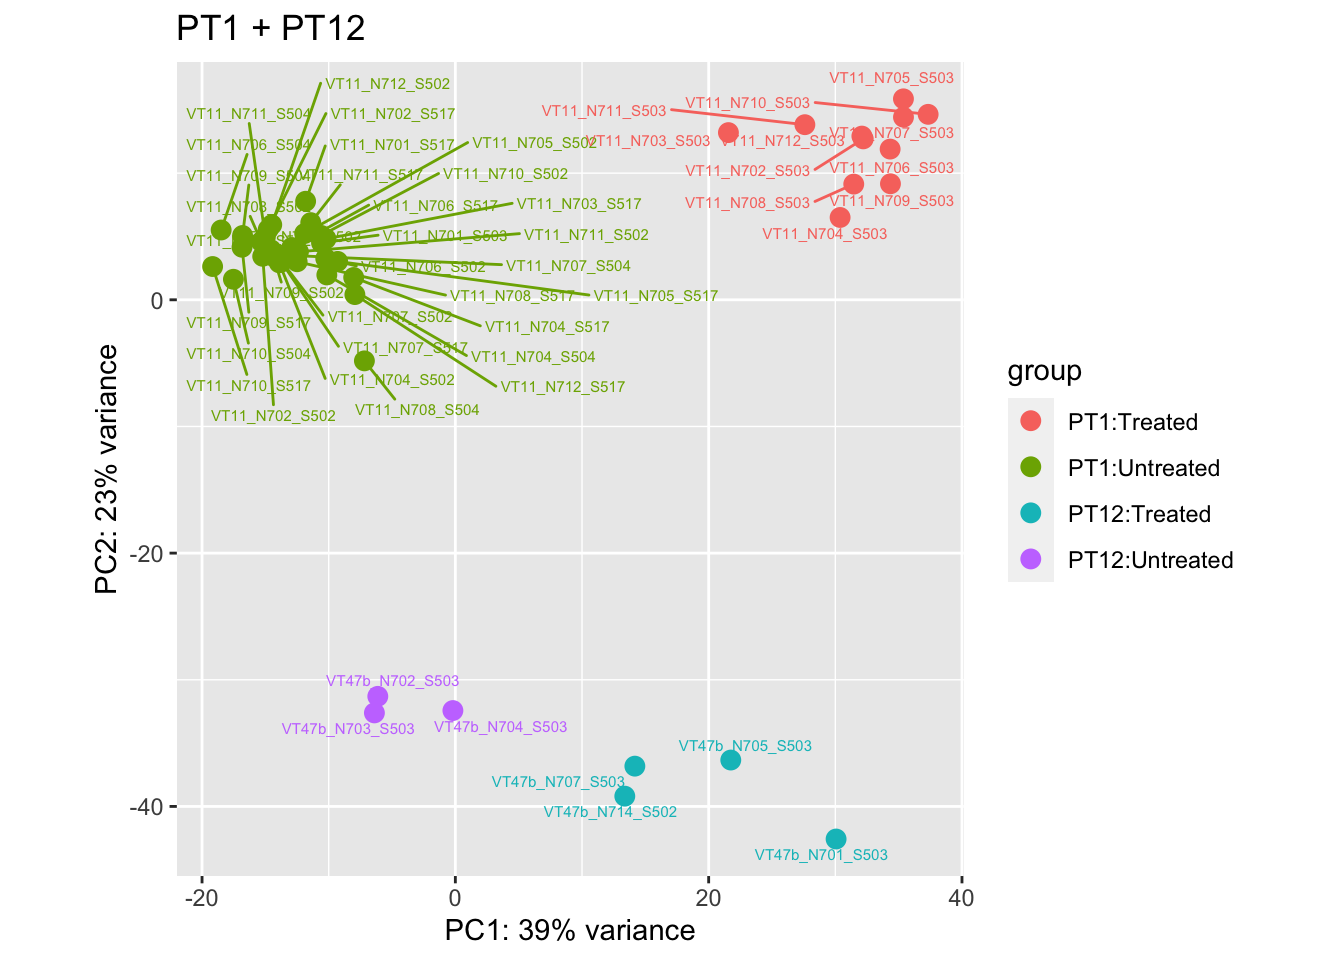 PT1 + PT12
VT11_N712_S502
VT11_N711_S504
VT11_N702_S517
VT11_N706_S504
VT11_N701_S517
VT11_N705_S502
VT11_N711_S517
VT11_N710_S502
VT11_N706_S517
VT11_N703_S517
VT11_N701_S503
VT11_N711_S502
VT11_N706_S502
VT11_N707_S504
VT11_N709_S502
VT11_N708_S517
VT11_N705_S517
VT11_N709_S517
VT11_N707_S502
VT11_N704_S517
VT11_N710_S504
VT11_N707_S517
VT11_N704_S504
VT11_N710_S517
VT11_N704_S502
VT11_N712_S517
VT11_N702_S502
VT11_N708_S504
VT11_N705_S503
VT11_N710_S503
VT11_N711_S503
VT11_N707_S503
VT11_N703_S503
VT11_N712_S503
VT11_N702_S503
VT11_N706_S503
VT11_N708_S503
VT11_N709_S503
VT11_N704_S503
VT47b_N702_S503
VT47b_N703_S503
VT47b_N704_S503
VT47b_N705_S503
VT47b_N707_S503
VT47b_N714_S502
VT47b_N701_S503
0
-20
-40
PC2: 23% variance
-20
0
20
40
PC1: 39% variance
group
PT1:Treated
PT1:Untreated
PT12:Treated
PT12:Untreated